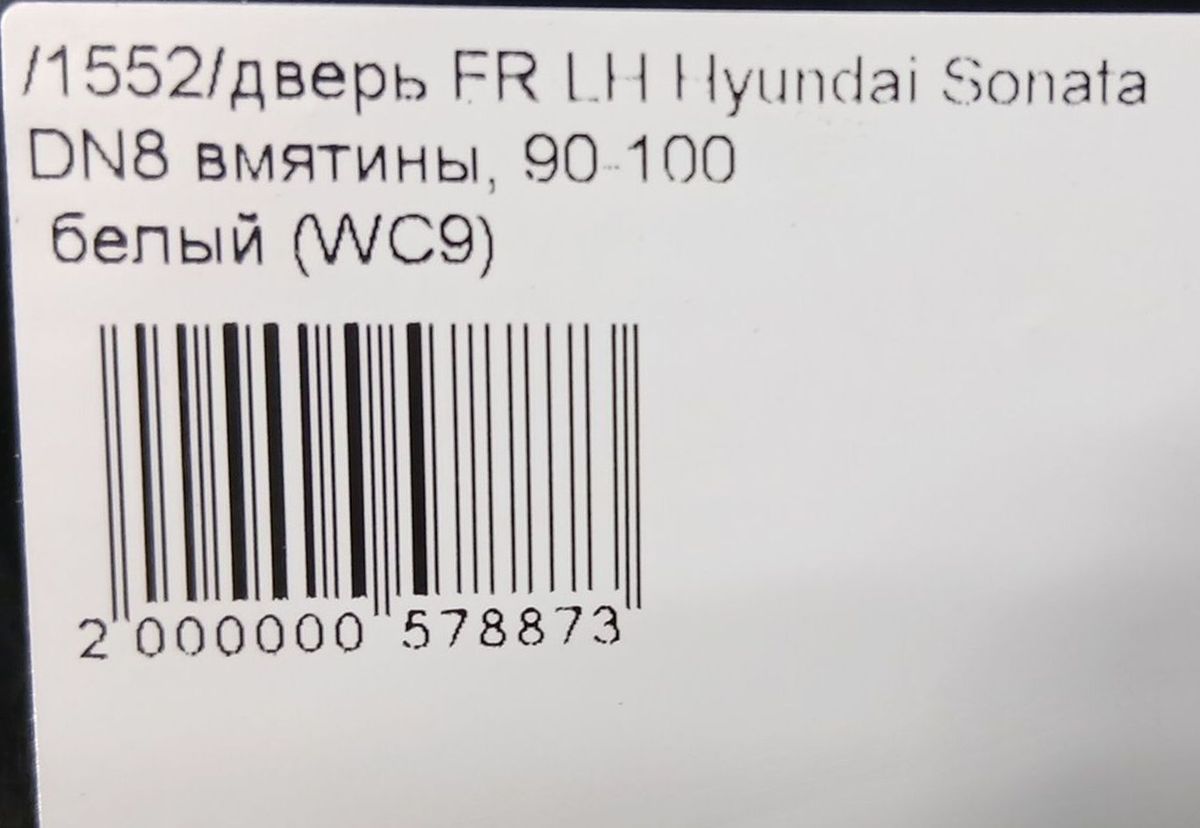 /1552/дверь FR LH Hyundai Sonata
DN8 вмятины, 90-100
белый (WC9)
2 000000 578873